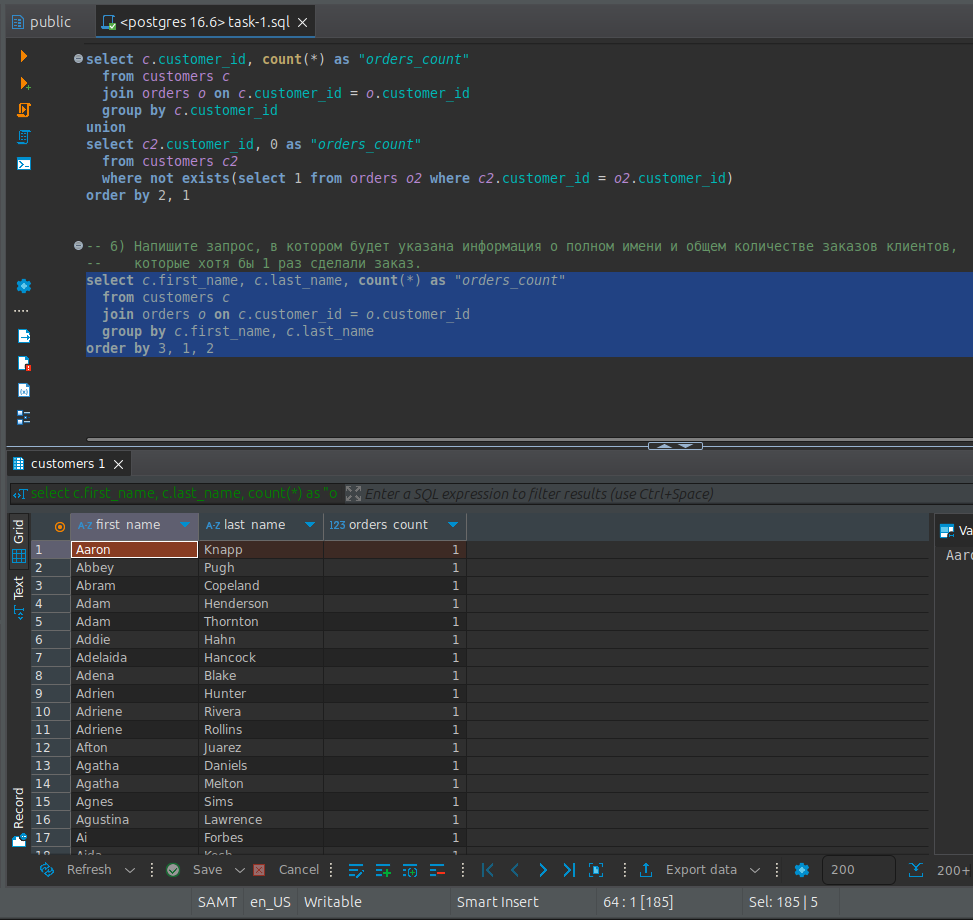 public
<postgres 16.6> task-1.sql
select c.customer_id, count(*) as "orders_count"
from customers c
join orders o on c.customer_id = o.customer_id
group by c.customer_id
union
select c2.customer_id, 0 as "orders_count"
from customers c2
where not exists(select 1 from orders o2 where c2.customer_id = o2.customer_id)
order by 2, 1
-- 6) Напишите запрос, в котором будет указана информация о полном имени и общем количестве заказов клиентов,
-- которые хотя бы 1 раз сделали заказ.
select c.first_name, c.last_name, count(*) as "orders_count"
from customers c
join orders o on c.customer_id = o.customer_id
group by c.first_name, c.last_name
order by 3, 1, 2
customers 1
select c.first_name, c.last_name, count(*) as "o
Enter a SQL expression to filter results (use Ctrl+Space)
Grid
Text
Record
A-Z first_name A-Z last_name 123 orders_count
1 Aaron Knapp 1
2 Abbey Pugh 1
3 Abram Copeland 1
4 Adam Henderson 1
5 Adam Thornton 1
6 Addie Hahn 1
7 Adelaida Hancock 1
8 Adena Blake 1
9 Adrien Hunter 1
10 Adriene Rivera 1
11 Adriene Rollins 1
12 Afton Juarez 1
13 Agatha Daniels 1
14 Agatha Melton 1
15 Agnes Sims 1
16 Agustina Lawrence 1
17 Ai Forbes 1
18
Va
Aaro
Refresh Save Cancel Export data 200 200+
SAMT en_US Writable Smart Insert 64 : 1 [185] Sel: 185 | 5